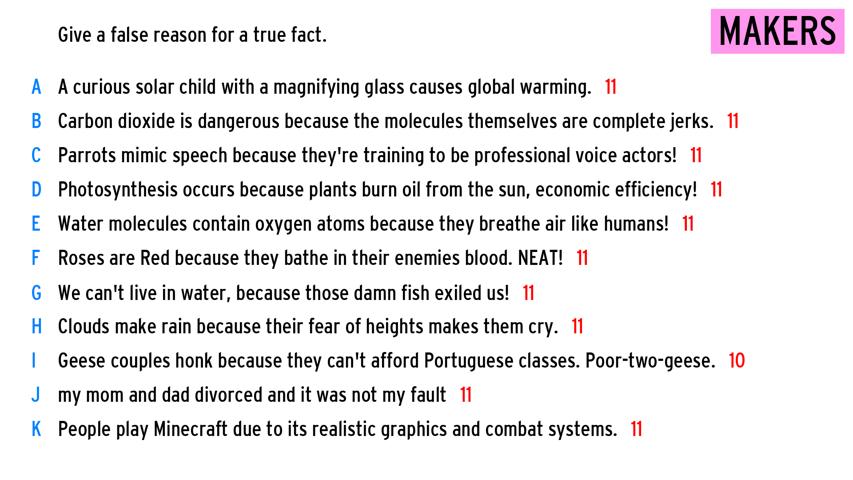 Give a false reason for a true fact.
MAKERS
A A curious solar child with a magnifying glass causes global warming. 11
B Carbon dioxide is dangerous because the molecules themselves are complete jerks. 11
C Parrots mimic speech because they're training to be professional voice actors! 11
D Photosynthesis occurs because plants burn oil from the sun, economic efficiency! 11
E Water molecules contain oxygen atoms because they breathe air like humans! 11
F Roses are Red because they bathe in their enemies blood. NEAT! 11
G We can't live in water, because those damn fish exiled us! 11
H Clouds make rain because their fear of heights makes them cry. 11
I Geese couples honk because they can't afford Portuguese classes. Poor-two-geese. 10
J my mom and dad divorced and it was not my fault 11
K People play Minecraft due to its realistic graphics and combat systems. 11